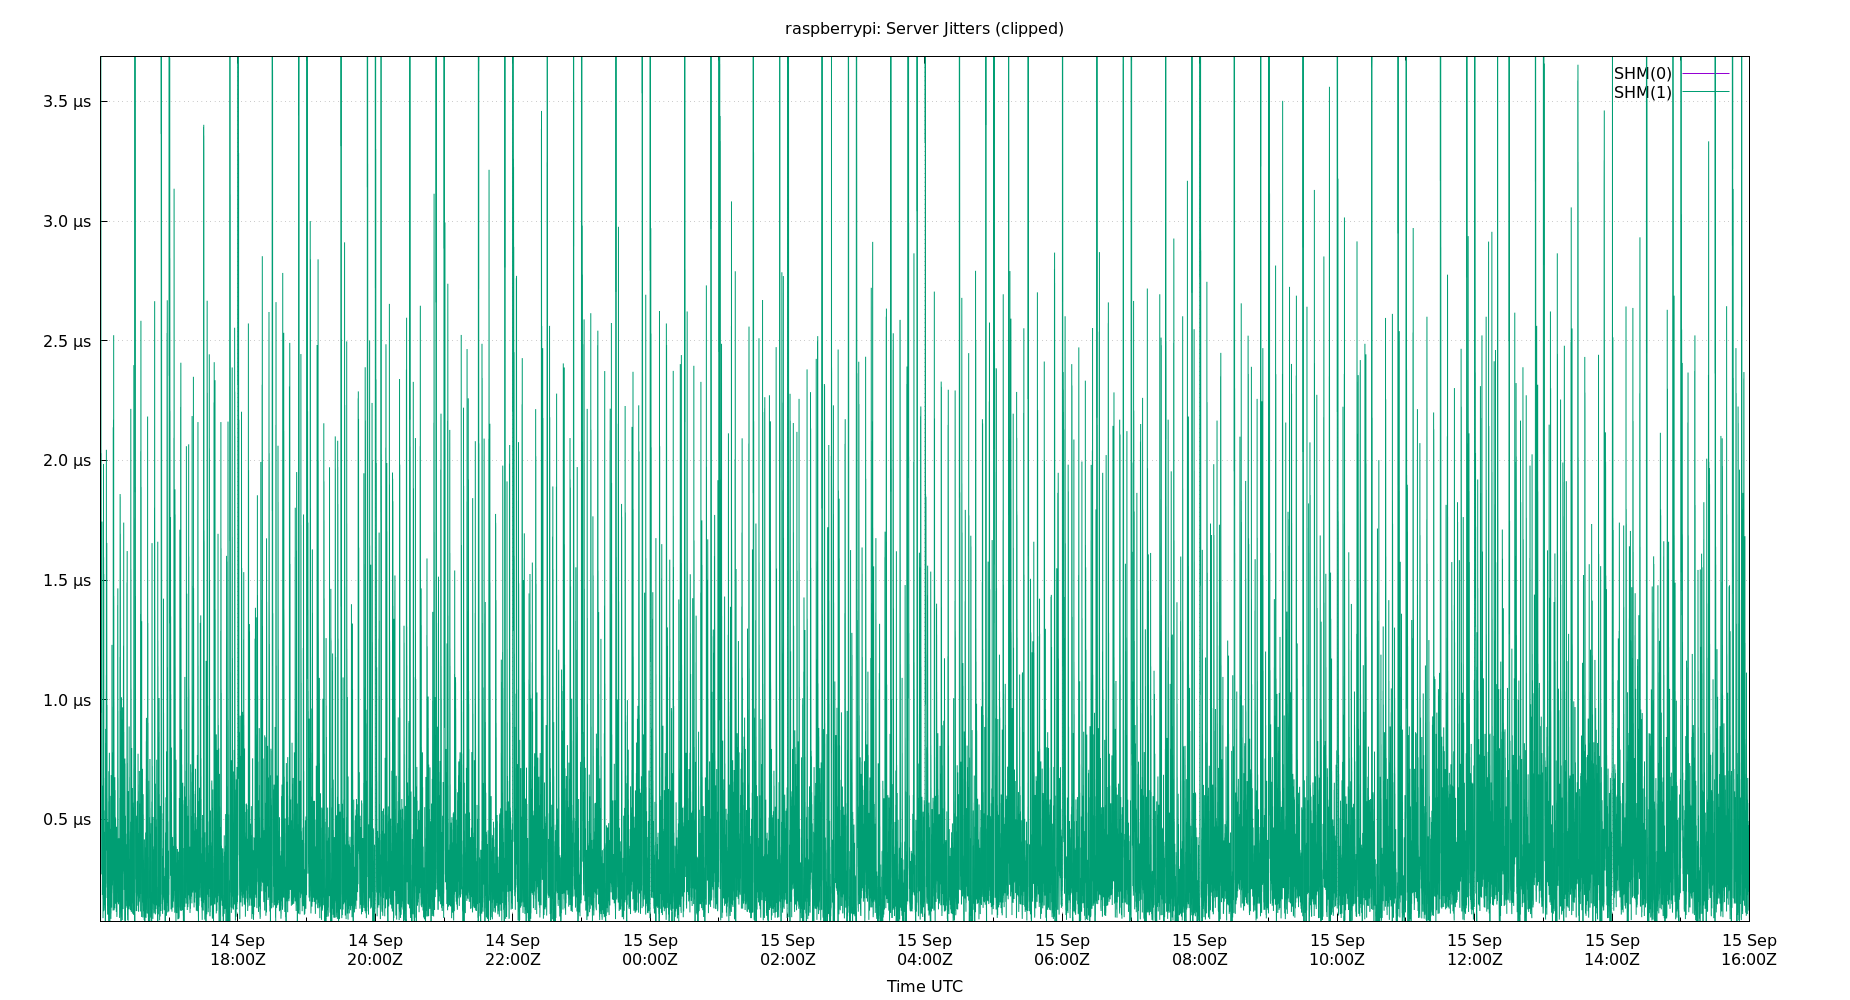 raspberrypi: Server Jitters (clipped)
SHM(0)
SHM(1)
3.5 µs
3.0 µs
2.5 µs
2.0 µs
1.5 µs
1.0 µs
0.5 µs
14 Sep 14 Sep 14 Sep 15 Sep 15 Sep 15 Sep 15 Sep 15 Sep 15 Sep 15 Sep 15 Sep 15 Sep
18:00Z 20:00Z 22:00Z 00:00Z 02:00Z 04:00Z 06:00Z 08:00Z 10:00Z 12:00Z 14:00Z 16:00Z
Time UTC